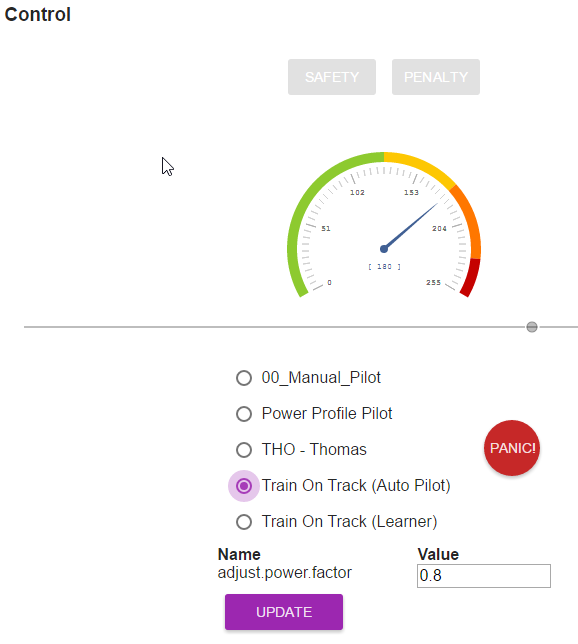 Control
SAFETY PENALTY
102 153
51 204
[ 180 ]
0 255
00_Manual_Pilot
Power Profile Pilot
THO - Thomas
PANIC!
Train On Track (Auto Pilot)
Train On Track (Learner)
Name Value
adjust.power.factor 0.8
UPDATE